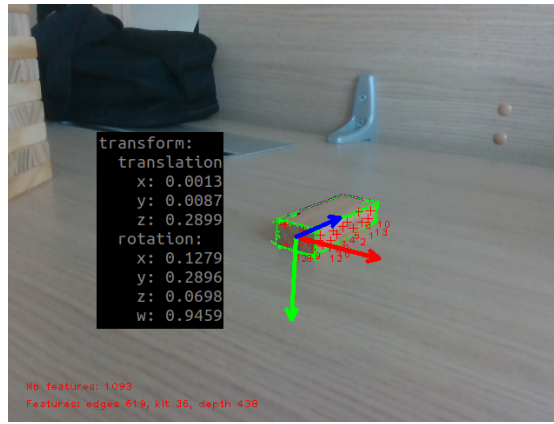 transform:
translation
x: 0.0013
y: 0.0087
z: 0.2899
rotation:
x: 0.1279
y: 0.2896
z: 0.0698
w: 0.9459
Nb features: 1093
Features: edges 619, klt 36, depth 438